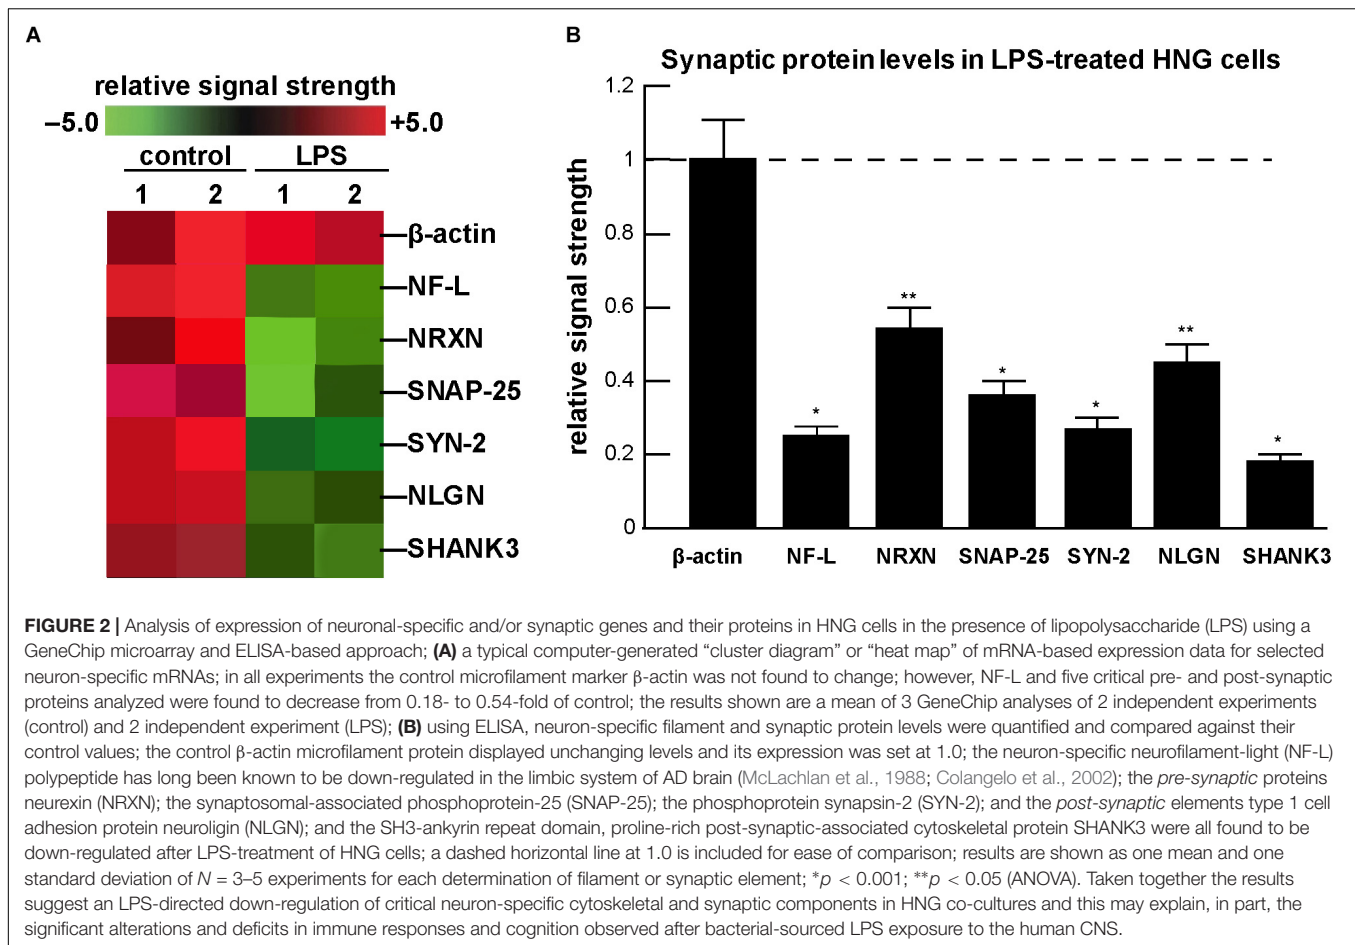 A
relative signal strength
–5.0 +5.0
control LPS
1 2 1 2
β-actin
NF-L
NRXN
SNAP-25
SYN-2
NLGN
SHANK3
B
Synaptic protein levels in LPS-treated HNG cells
relative signal strength
1.2
1
0.8
0.6
0.4
0.2
0
* ** * * ** *
β-actin NF-L NRXN SNAP-25 SYN-2 NLGN SHANK3
FIGURE 2 | Analysis of expression of neuronal-specific and/or synaptic genes and their proteins in HNG cells in the presence of lipopolysaccharide (LPS) using a
GeneChip microarray and ELISA-based approach; (A) a typical computer-generated “cluster diagram” or “heat map” of mRNA-based expression data for selected
neuron-specific mRNAs; in all experiments the control microfilament marker β-actin was not found to change; however, NF-L and five critical pre- and post-synaptic
proteins analyzed were found to decrease from 0.18- to 0.54-fold of control; the results shown are a mean of 3 GeneChip analyses of 2 independent experiments
(control) and 2 independent experiment (LPS); (B) using ELISA, neuron-specific filament and synaptic protein levels were quantified and compared against their
control values; the control β-actin microfilament protein displayed unchanging levels and its expression was set at 1.0; the neuron-specific neurofilament-light (NF-L)
polypeptide has long been known to be down-regulated in the limbic system of AD brain (McLachlan et al., 1988; Colangelo et al., 2002); the pre-synaptic proteins
neurexin (NRXN); the synaptosomal-associated phosphoprotein-25 (SNAP-25); the phosphoprotein synapsin-2 (SYN-2); and the post-synaptic elements type 1 cell
adhesion protein neuroligin (NLGN); and the SH3-ankyrin repeat domain, proline-rich post-synaptic-associated cytoskeletal protein SHANK3 were all found to be
down-regulated after LPS-treatment of HNG cells; a dashed horizontal line at 1.0 is included for ease of comparison; results are shown as one mean and one
standard deviation of N = 3–5 experiments for each determination of filament or synaptic element; *p < 0.001; **p < 0.05 (ANOVA). Taken together the results
suggest an LPS-directed down-regulation of critical neuron-specific cytoskeletal and synaptic components in HNG co-cultures and this may explain, in part, the
significant alterations and deficits in immune responses and cognition observed after bacterial-sourced LPS exposure to the human CNS.